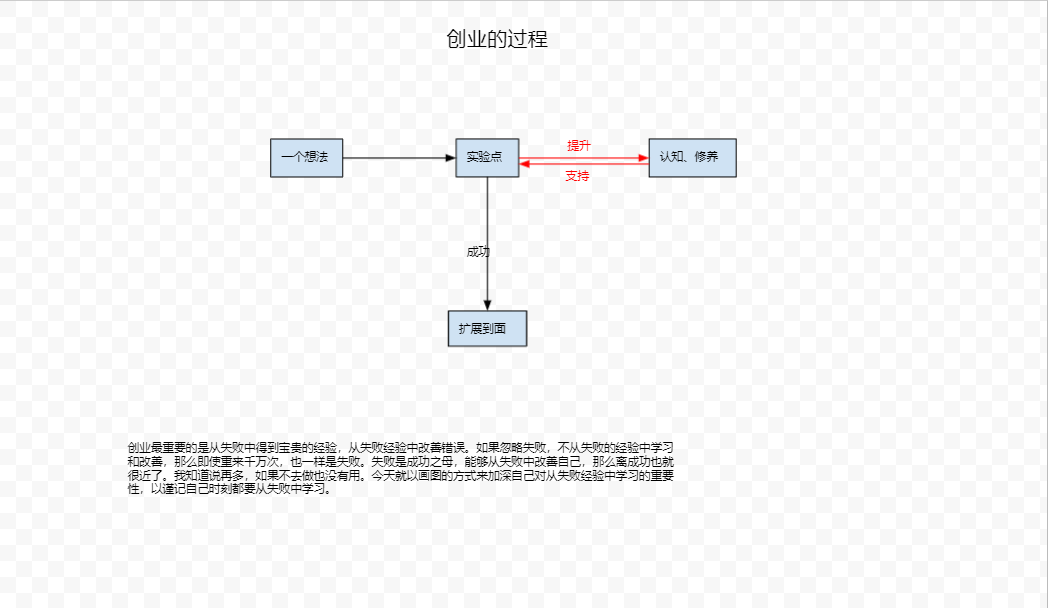 创业的过程
提升
一个想法
实验点
认知、修养
支持
成功
扩展到面
创业最重要的是从失败中得到宝贵的经验，从失败经验中改善错误。如果忽略失败，不从失败的经验中学习
和改善，那么即使重来千万次，也一样是失败。失败是成功之母，能够从失败中改善自己，那么离成功也就
很近了。我知道说再多，如果不去做也没有用。今天就以画图的方式来加深自己对从失败经验中学习的重要
性，以谨记自己时刻都要从失败中学习。